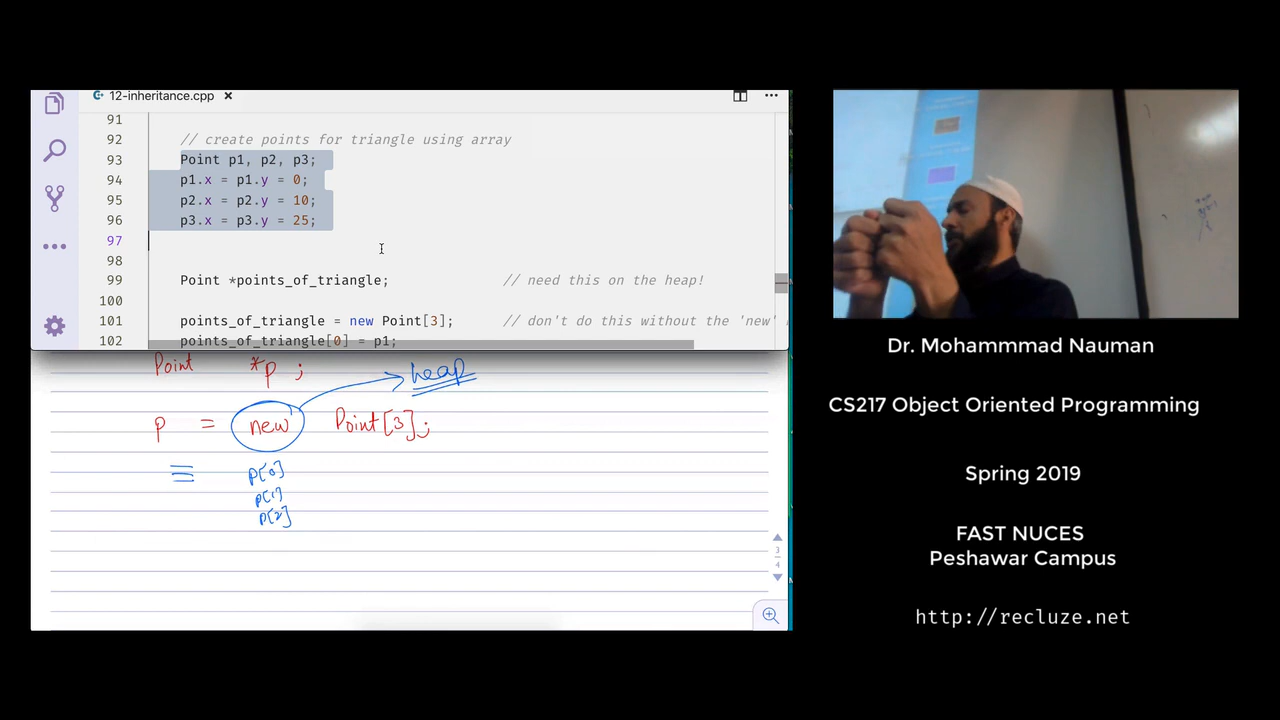 12-inheritance.cpp
91
92 // create points for triangle using array
93 Point p1, p2, p3;
94 p1.x = p1.y = 0;
95 p2.x = p2.y = 10;
96 p3.x = p3.y = 25;
97
98
99 Point *points_of_triangle; // need this on the heap!
100
101 points_of_triangle = new Point[3]; // don't do this without the 'new'
102 points_of_triangle[0] = p1;
Point *p ;
heap
p = new Point[3];
≡ p[0]
p[1]
p[2]
3
4
Dr. Mohammmad Nauman
CS217 Object Oriented Programming
Spring 2019
FAST NUCES
Peshawar Campus
http://recluze.net